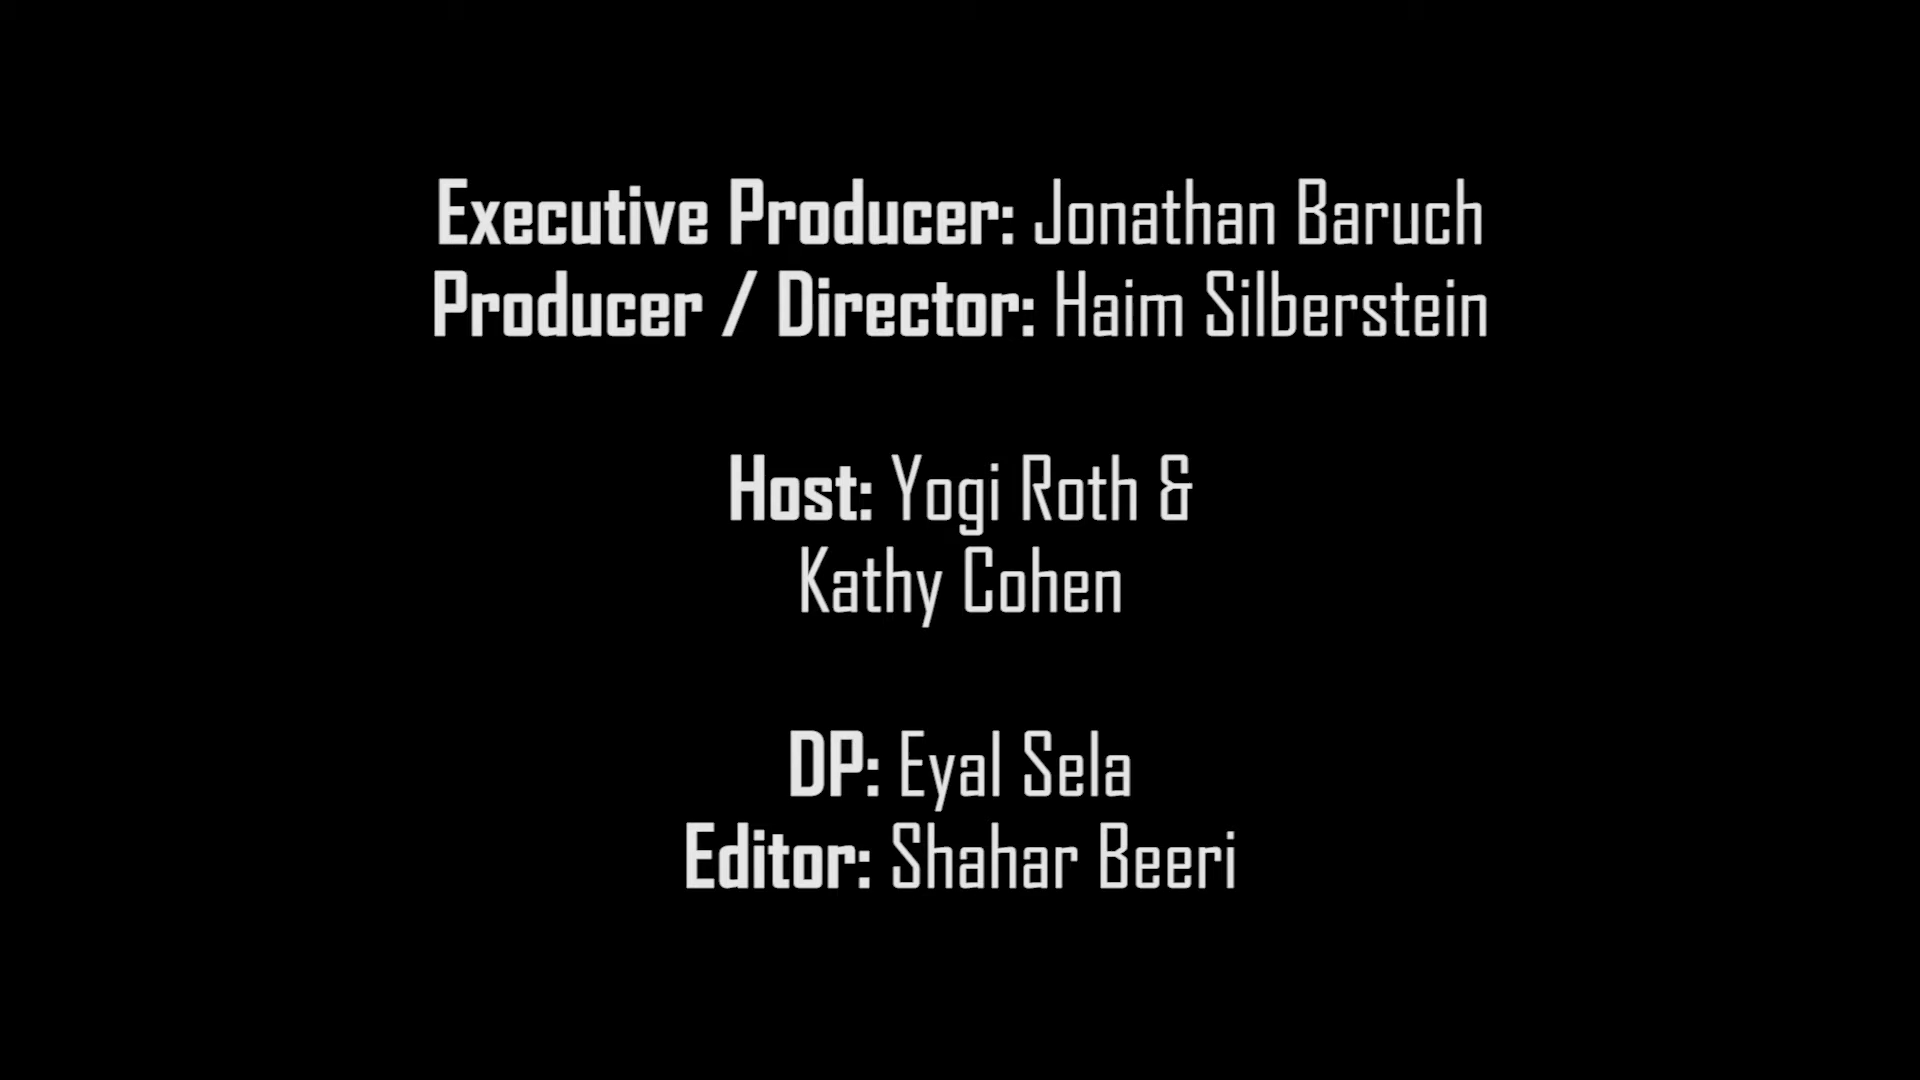 Executive Producer: Jonathan Baruch
Producer / Director: Haim Silberstein
Host: Yogi Roth &
Kathy Cohen
DP: Eyal Sela
Editor: Shahar Beeri